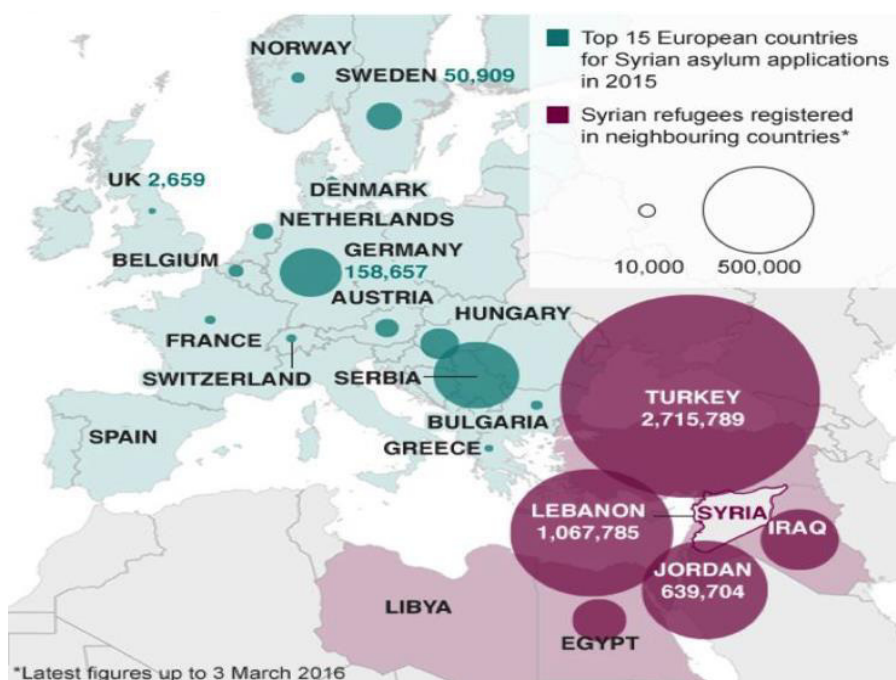 Top 15 European countries
for Syrian asylum applications
in 2015
Syrian refugees registered
in neighbouring countries*
10,000
500,000
NORWAY
SWEDEN 50,909
UK 2,659
DENMARK
NETHERLANDS
BELGIUM
GERMANY
158,657
AUSTRIA
HUNGARY
FRANCE
SWITZERLAND
SERBIA
BULGARIA
SPAIN
GREECE
TURKEY
2,715,789
LEBANON
1,067,785
SYRIA
IRAQ
JORDAN
639,704
LIBYA
EGYPT
*Latest figures up to 3 March 2016